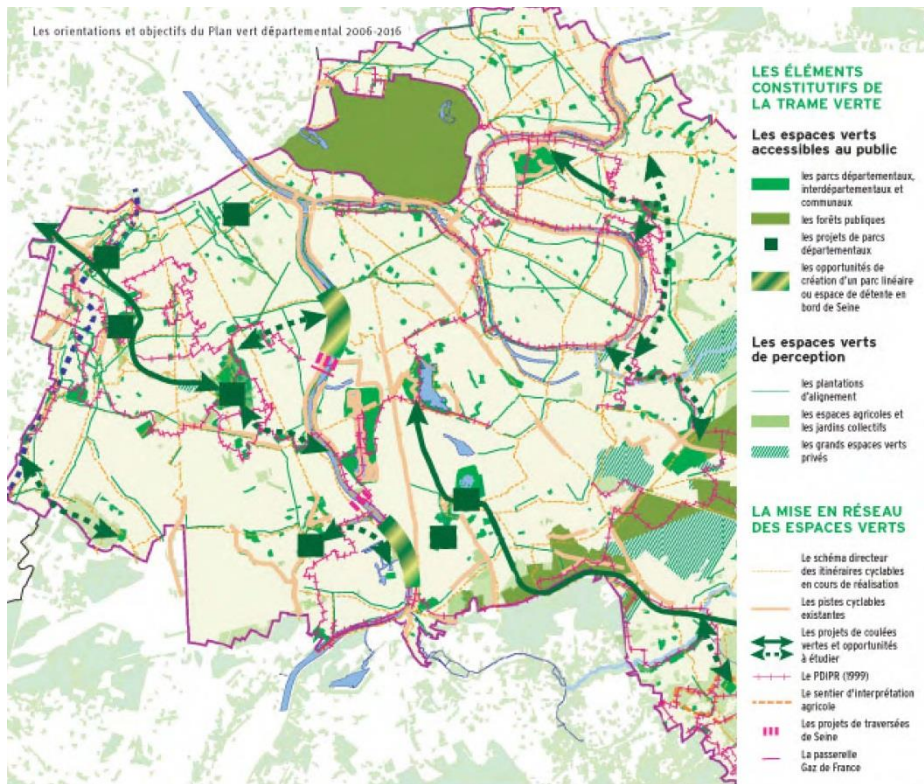 Les orientations et objectifs du Plan vert départemental 2006-2016
LES ÉLÉMENTS
CONSTITUTIFS DE
LA TRAME VERTE
Les espaces verts
accessibles au public
les parcs départementaux,
interdépartementaux et
communaux
les forêts publiques
les projets de parcs
départementaux
les opportunités de
création d'un parc linéaire
ou espace de détente en
bord de Seine
Les espaces verts
de perception
les plantations
d'alignement
les espaces agricoles et
les jardins collectifs
les grands espaces verts
privés
LA MISE EN RÉSEAU
DES ESPACES VERTS
Le schéma directeur
des itinéraires cyclables
en cours de réalisation
Les pistes cyclables
existantes
Les projets de coulées
vertes et opportunités
à étudier
Le PDIPR (1999)
Le sentier d'interprétation
agricole
Les projets de traversées
de Seine
La passerelle
Gaz de France